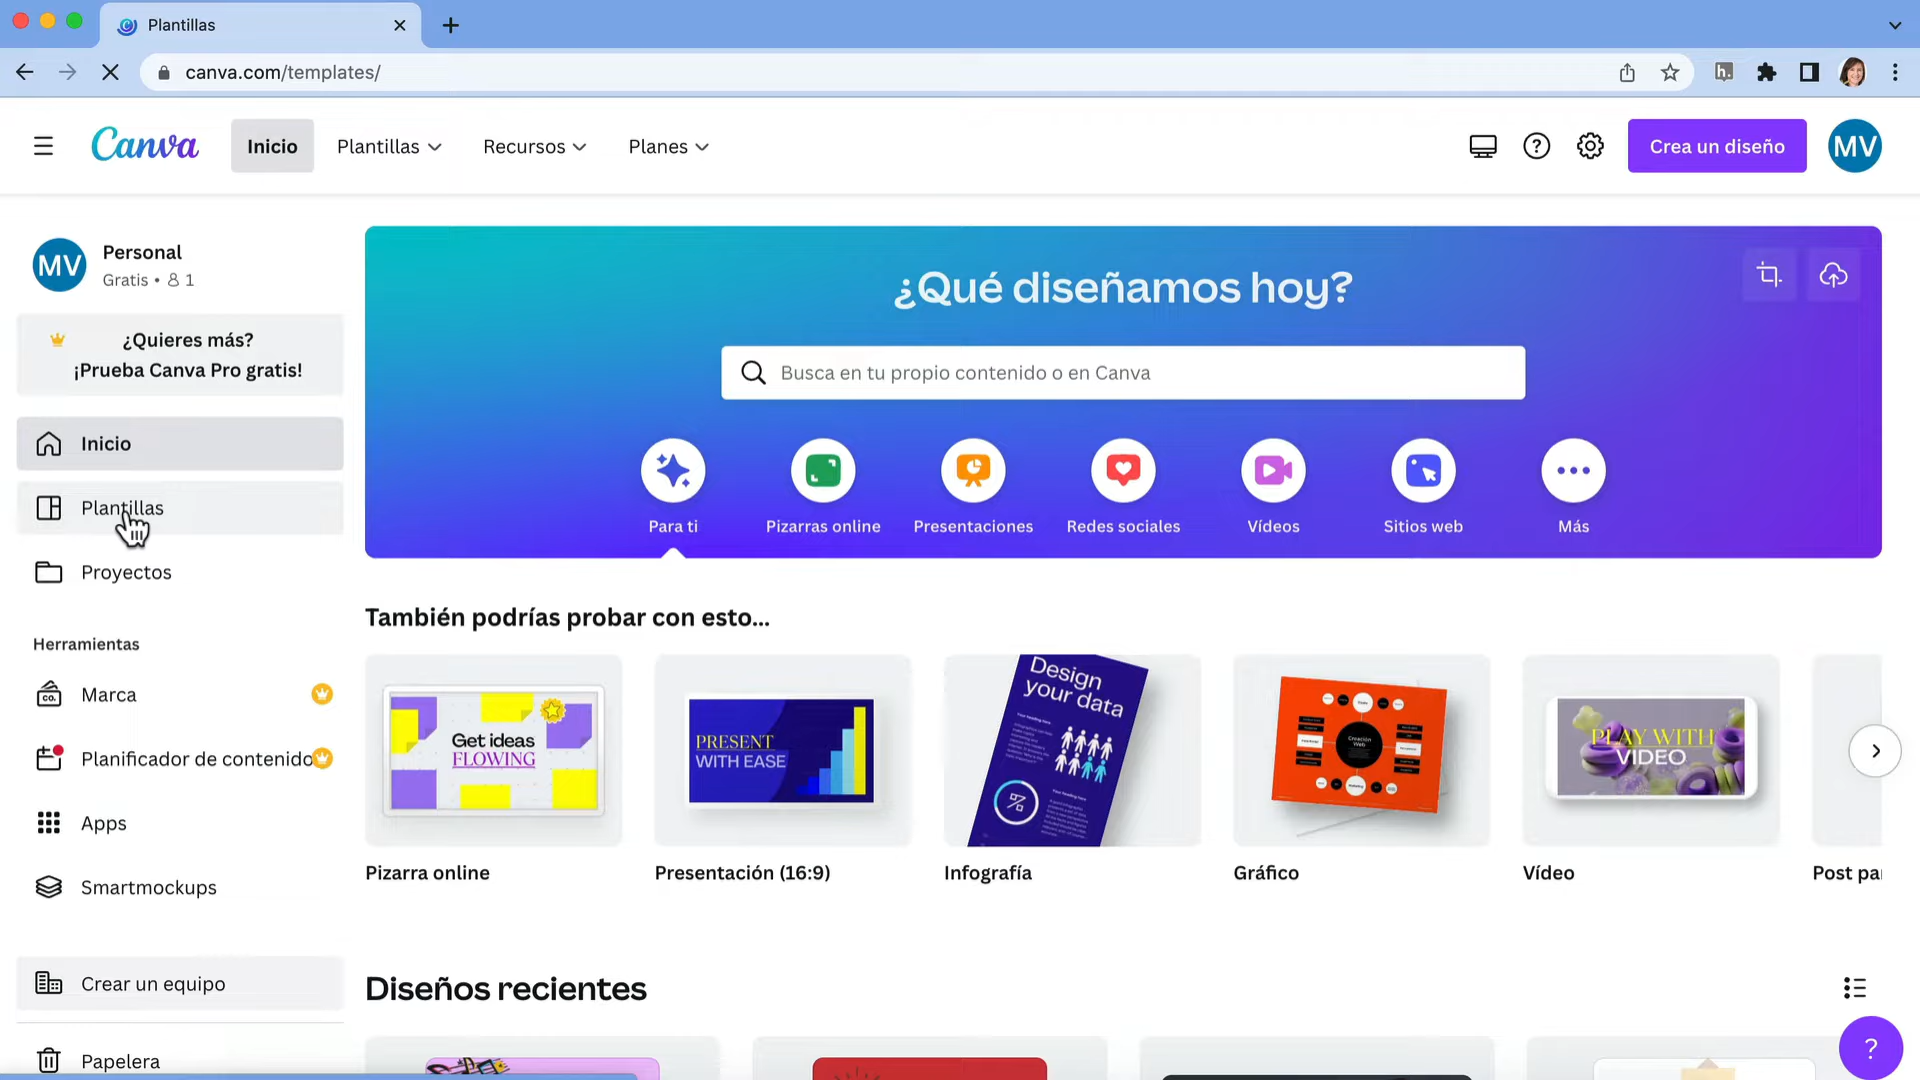 Plantillas
canva.com/templates/
h.
Canva
Inicio
Plantillas
Recursos
Planes
Crea un diseño
MV
MV
Personal
Gratis • 1
¿Quieres más?
¡Prueba Canva Pro gratis!
Inicio
Plantillas
Proyectos
Herramientas
CO.
Marca
Planificador de contenido
Apps
Smartmockups
Crear un equipo
Papelera
¿Qué diseñamos hoy?
Busca en tu propio contenido o en Canva
Para ti
Pizarras online
Presentaciones
Redes sociales
Vídeos
Sitios web
Más
También podrías probar con esto...
Get ideas
FLOWING
PRESENT
WITH EASE
Design
your data
Creación
Web
PLAY WITH
VIDEO
Pizarra online
Presentación (16:9)
Infografía
Gráfico
Vídeo
Post pa
Diseños recientes
?